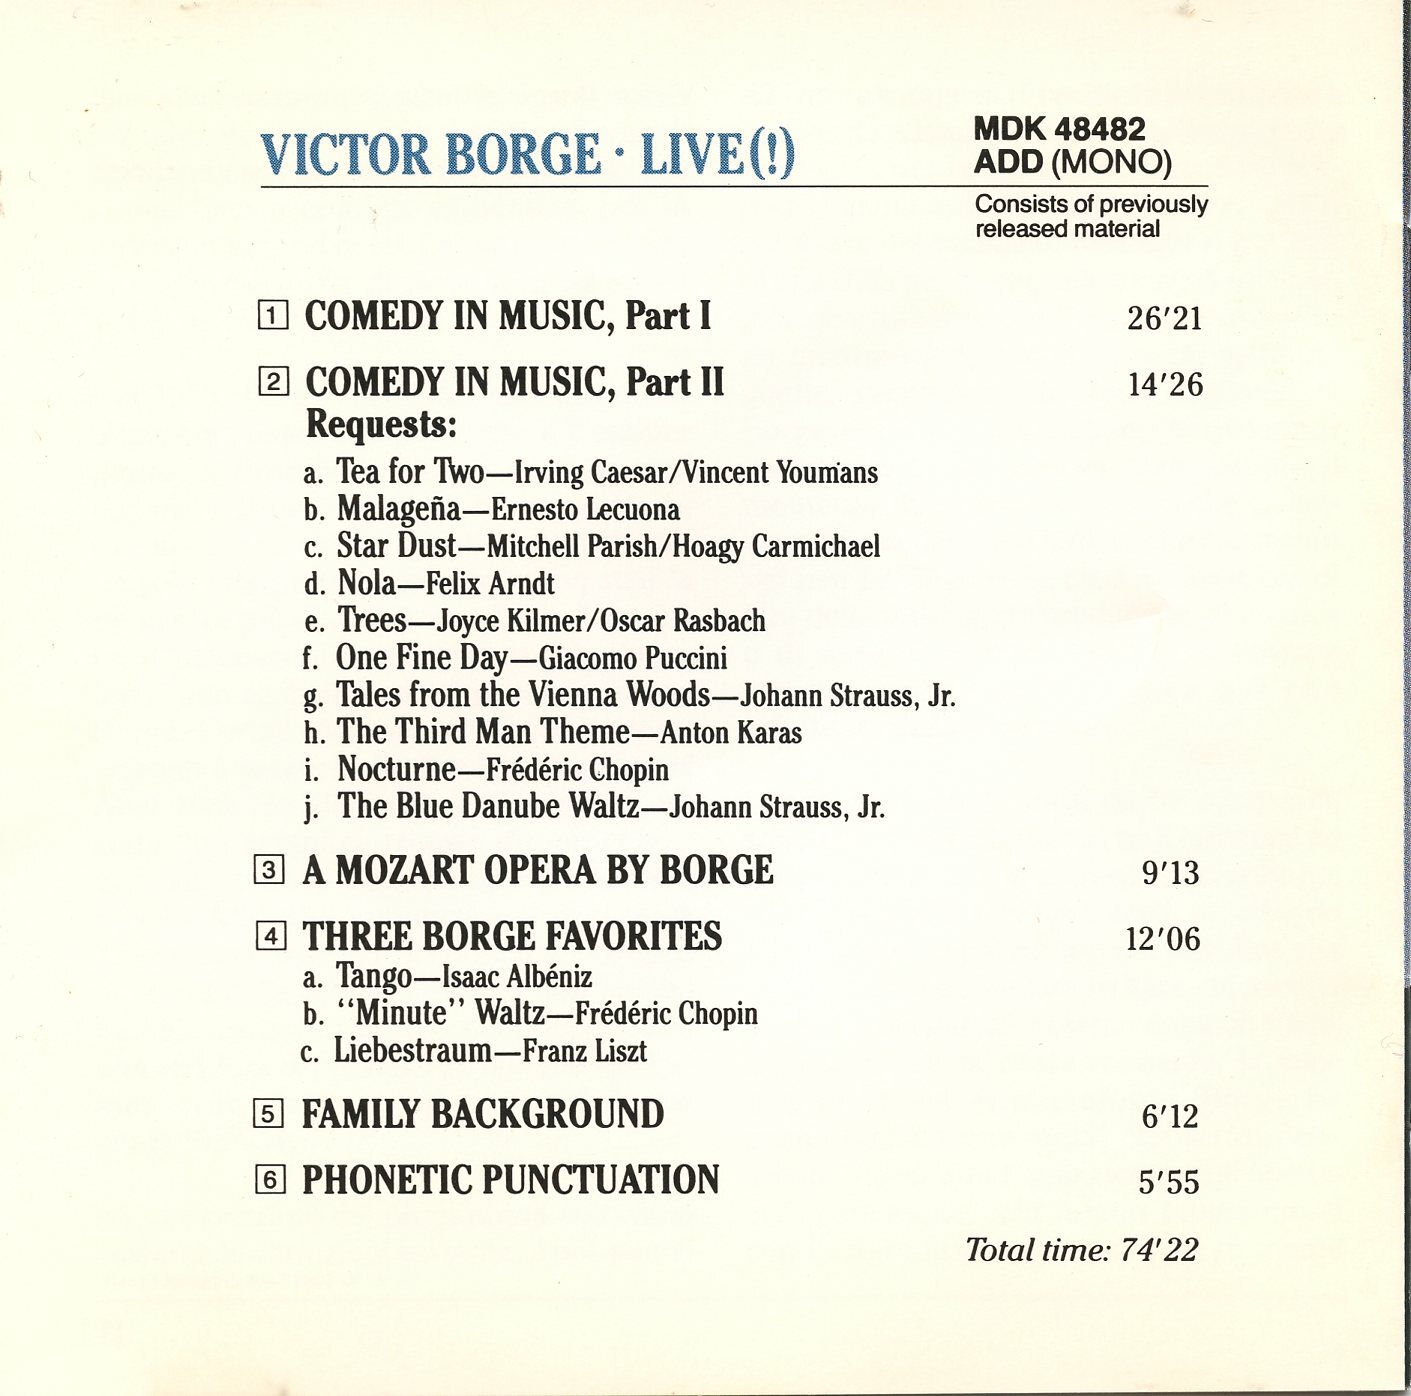 VICTOR BORGE · LIVE(!)
MDK 48482
ADD (MONO)
Consists of previously
released material
1 COMEDY IN MUSIC, Part I 26'21
2 COMEDY IN MUSIC, Part II 14'26
Requests:
a. Tea for Two—Irving Caesar/Vincent Youmans
b. Malageña—Ernesto Lecuona
c. Star Dust—Mitchell Parish/Hoagy Carmichael
d. Nola—Felix Arndt
e. Trees—Joyce Kilmer/Oscar Rasbach
f. One Fine Day—Giacomo Puccini
g. Tales from the Vienna Woods—Johann Strauss, Jr.
h. The Third Man Theme—Anton Karas
i. Nocturne—Frédéric Chopin
j. The Blue Danube Waltz—Johann Strauss, Jr.
3 A MOZART OPERA BY BORGE 9'13
4 THREE BORGE FAVORITES 12'06
a. Tango—Isaac Albéniz
b. “Minute” Waltz—Frédéric Chopin
c. Liebestraum—Franz Liszt
5 FAMILY BACKGROUND 6'12
6 PHONETIC PUNCTUATION 5'55
Total time: 74'22